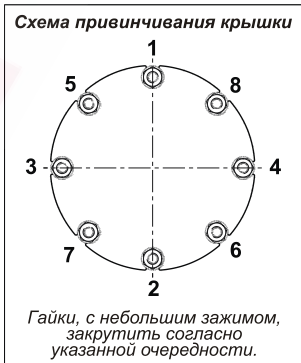 Схема привинчивания крышки
1
5
8
3
4
7
6
2
Гайки, с небольшим зажимом,
закрутить согласно
указанной очередности.